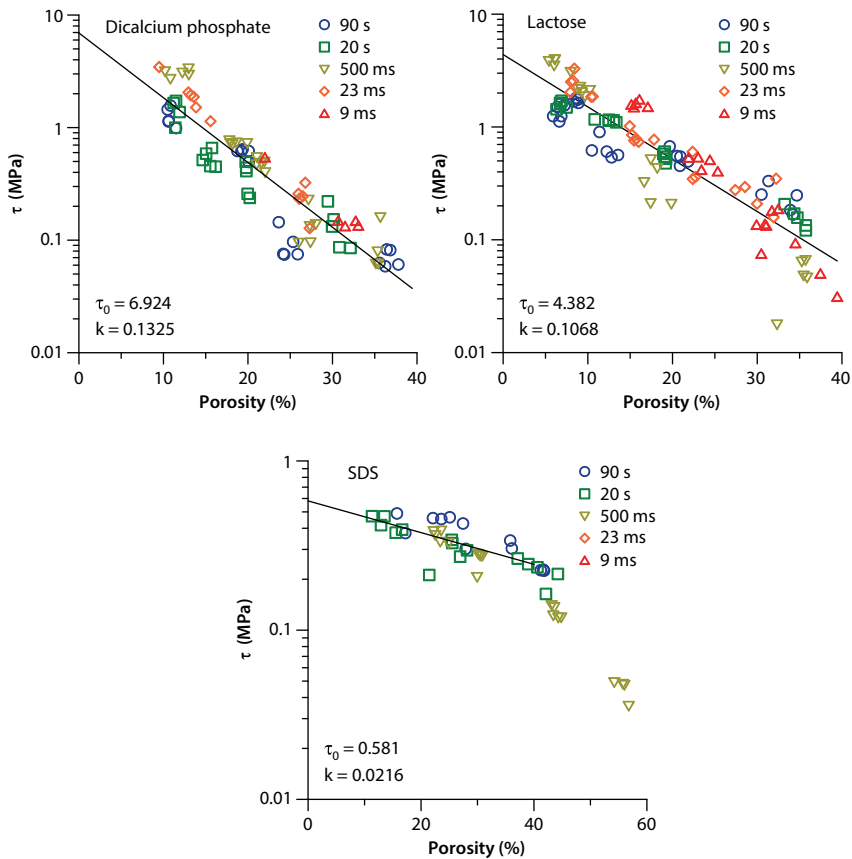 Dicalcium phosphate
90 s
20 s
500 ms
23 ms
9 ms
10
1
0.1
0.01
τ (MPa)
τ0 = 6.924
k = 0.1325
0
10
20
30
40
Porosity (%)
Lactose
90 s
20 s
500 ms
23 ms
9 ms
10
1
0.1
0.01
τ (MPa)
τ0 = 4.382
k = 0.1068
0
10
20
30
40
Porosity (%)
SDS
90 s
20 s
500 ms
23 ms
9 ms
1
0.1
0.01
τ (MPa)
τ0 = 0.581
k = 0.0216
0
20
40
60
Porosity (%)